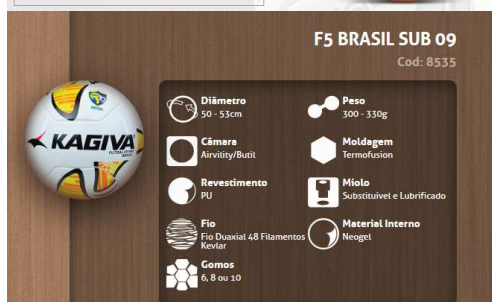 F5 BRASIL SUB 09
Cod: 8535
KAGIVA
Diâmetro
50 - 53cm
Peso
300 - 330g
Câmara
Airvitity/Butil
Moldagem
Termofusion
Revestimento
PU
Miolo
Substituível e Lubrificado
Fio
Fio Duaxial 48 Filamentos
Kevlar
Material Interno
Neogel
Gomos
6, 8 ou 10